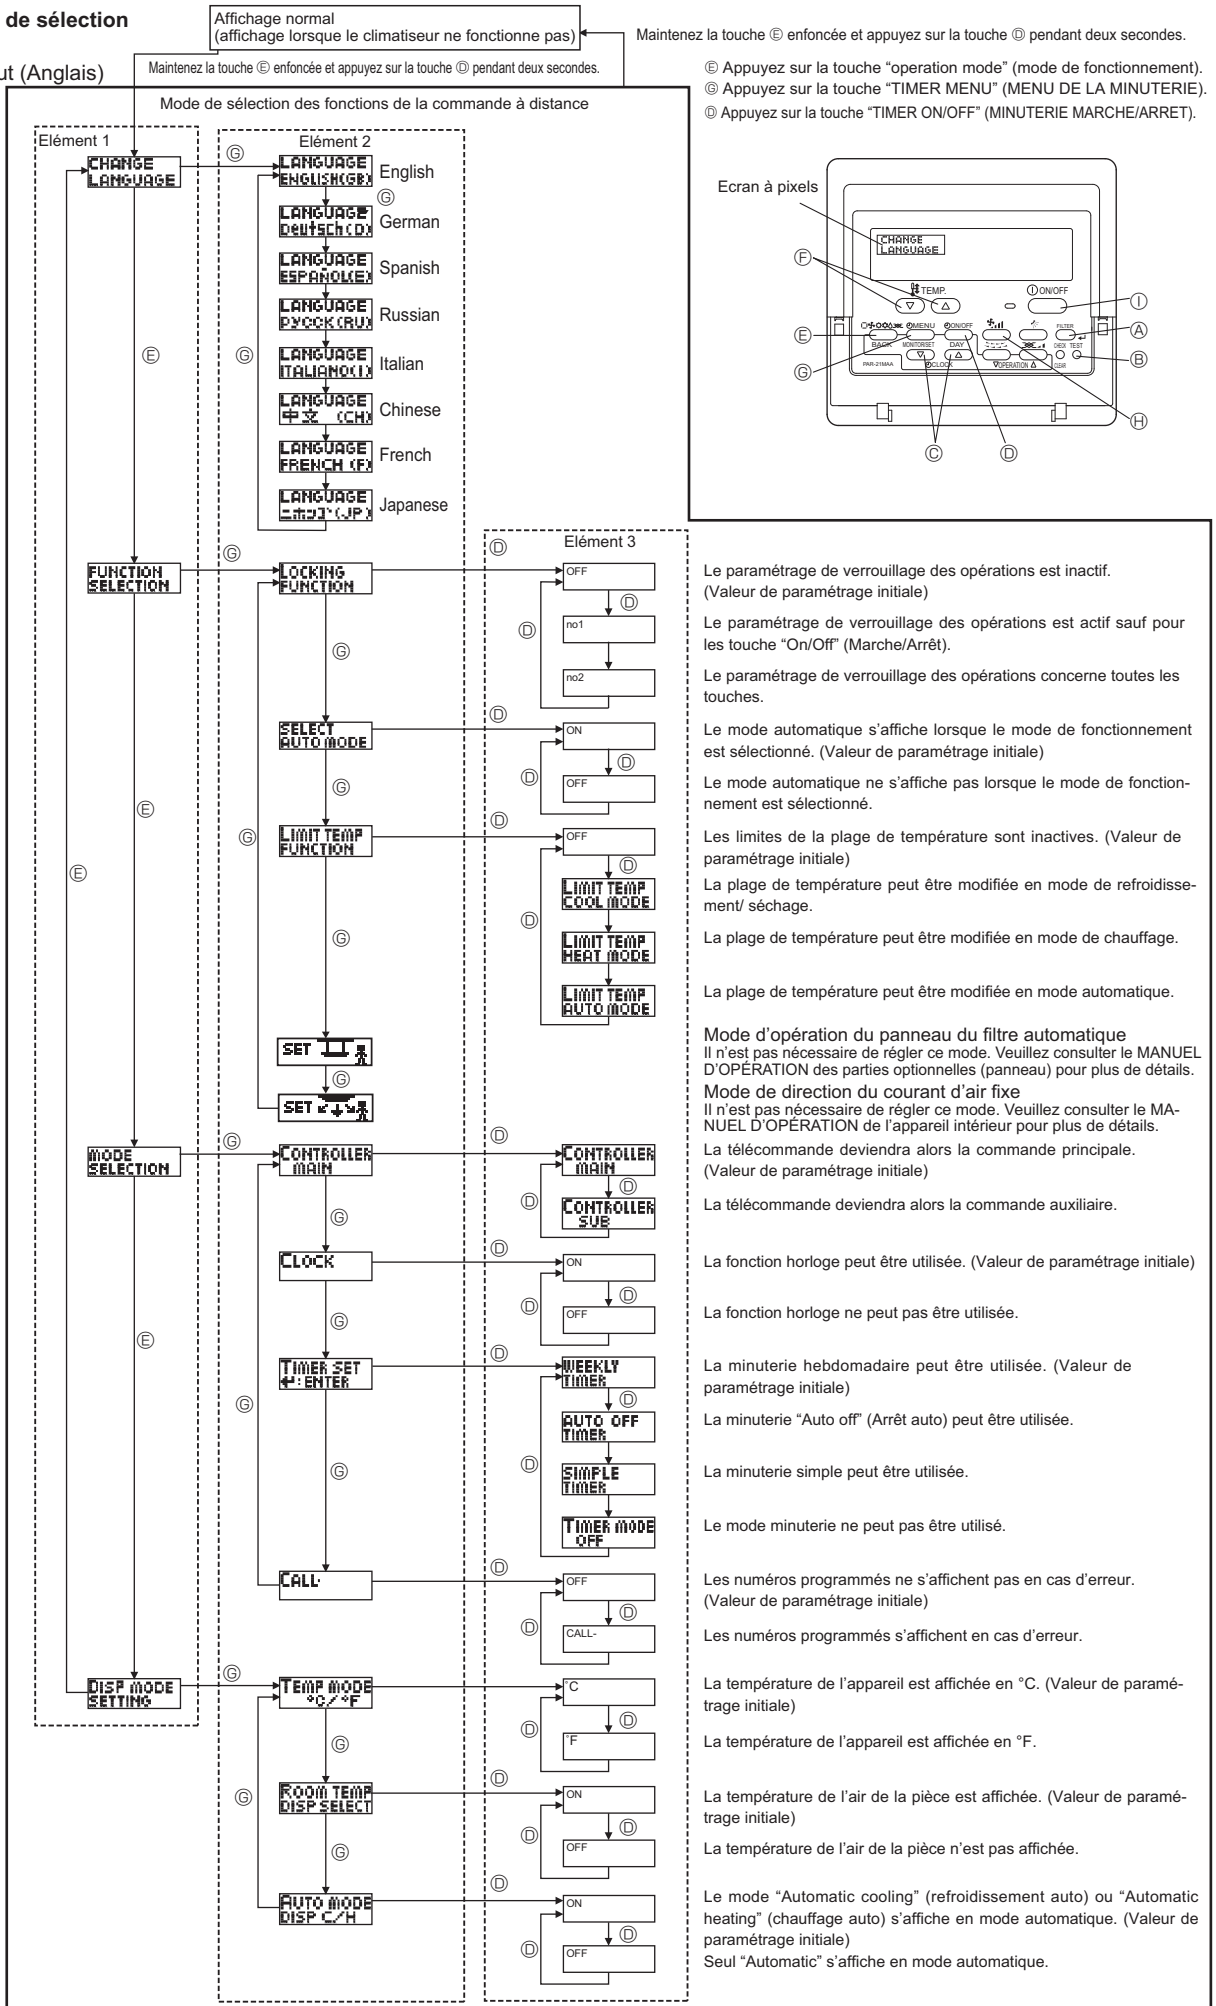 de sélection
ut (Anglais)
Affichage normal
(affichage lorsque le climatiseur ne fonctionne pas)
Maintenez la touche Ⓔ enfoncée et appuyez sur la touche Ⓓ pendant deux secondes.
Maintenez la touche Ⓔ enfoncée et appuyez sur la touche Ⓓ pendant deux secondes.
Ⓔ Appuyez sur la touche “operation mode” (mode de fonctionnement).
Ⓖ Appuyez sur la touche “TIMER MENU” (MENU DE LA MINUTERIE).
Ⓓ Appuyez sur la touche “TIMER ON/OFF” (MINUTERIE MARCHE/ARRET).
Mode de sélection des fonctions de la commande à distance
Elément 1
Elément 2
CHANGE
LANGUAGE
Ⓖ
LANGUAGE
ENGLISH(GB)
English
Ⓖ
LANGUAGE
Deutsch(D)
German
LANGUAGE
ESPAÑOL(E)
Spanish
LANGUAGE
РУССК(RU)
Russian
LANGUAGE
ITALIANO(I)
Italian
LANGUAGE
中文 (CH)
Chinese
LANGUAGE
FRENCH (F)
French
LANGUAGE
ニホンゴ(JP)
Japanese
Ⓔ
Ⓖ
Ecran à pixels
CHANGE
LANGUAGE
TEMP.
ON/OFF
MENU
ON/OFF
FILTER
BACK
MONITOR/SET
DAY
CHECK
TEST
PAR-21MAA
CLOCK
OPERATION
CLEAR
Ⓕ
Ⓔ
Ⓖ
Ⓒ
Ⓓ
Ⓘ
Ⓐ
Ⓑ
Ⓗ
Elément 3
FUNCTION
SELECTION
Ⓖ
LOCKING
FUNCTION
Ⓓ
OFF
Le paramétrage de verrouillage des opérations est inactif.
(Valeur de paramétrage initiale)
Ⓓ
Ⓓ
no1
Le paramétrage de verrouillage des opérations est actif sauf pour
les touche “On/Off” (Marche/Arrêt).
Ⓖ
no2
Le paramétrage de verrouillage des opérations concerne toutes les
touches.
SELECT
AUTO MODE
Ⓓ
ON
Le mode automatique s’affiche lorsque le mode de fonctionnement
est sélectionné. (Valeur de paramétrage initiale)
Ⓓ
Ⓓ
Ⓖ
OFF
Le mode automatique ne s’affiche pas lorsque le mode de fonction-
nement est sélectionné.
Ⓔ
Ⓖ
LIMIT TEMP
FUNCTION
Ⓓ
OFF
Les limites de la plage de température sont inactives. (Valeur de
paramétrage initiale)
Ⓔ
Ⓓ
LIMIT TEMP
COOL MODE
La plage de température peut être modifiée en mode de refroidisse-
ment/ séchage.
Ⓓ
Ⓖ
LIMIT TEMP
HEAT MODE
La plage de température peut être modifiée en mode de chauffage.
LIMIT TEMP
AUTO MODE
La plage de température peut être modifiée en mode automatique.
SET
Mode d’opération du panneau du filtre automatique
Il n’est pas nécessaire de régler ce mode. Veuillez consulter le MANUEL
D’OPÉRATION des parties optionnelles (panneau) pour plus de détails.
Ⓖ
SET
Mode de direction du courant d’air fixe
Il n’est pas nécessaire de régler ce mode. Veuillez consulter le MA-
NUEL D’OPÉRATION de l’appareil intérieur pour plus de détails.
MODE
SELECTION
Ⓖ
CONTROLLER
MAIN
Ⓓ
CONTROLLER
MAIN
La télécommande deviendra alors la commande principale.
(Valeur de paramétrage initiale)
Ⓓ
Ⓓ
Ⓖ
CONTROLLER
SUB
La télécommande deviendra alors la commande auxiliaire.
CLOCK
Ⓓ
ON
La fonction horloge peut être utilisée. (Valeur de paramétrage initiale)
Ⓓ
Ⓓ
Ⓖ
OFF
La fonction horloge ne peut pas être utilisée.
Ⓔ
TIMER SET
↵:ENTER
Ⓓ
WEEKLY
TIMER
La minuterie hebdomadaire peut être utilisée. (Valeur de
paramétrage initiale)
Ⓖ
Ⓓ
AUTO OFF
TIMER
La minuterie “Auto off” (Arrêt auto) peut être utilisée.
Ⓓ
Ⓖ
SIMPLE
TIMER
La minuterie simple peut être utilisée.
TIMER MODE
OFF
Le mode minuterie ne peut pas être utilisé.
CALL-
Ⓓ
OFF
Les numéros programmés ne s’affichent pas en cas d’erreur.
(Valeur de paramétrage initiale)
Ⓓ
Ⓓ
CALL-
Les numéros programmés s’affichent en cas d’erreur.
DISP MODE
SETTING
Ⓖ
TEMP MODE
°C/°F
°C
La température de l’appareil est affichée en °C. (Valeur de paramé-
trage initiale)
Ⓓ
Ⓓ
Ⓖ
°F
La température de l’appareil est affichée en °F.
Ⓖ
ROOM TEMP
DISP SELECT
Ⓓ
ON
La température de l’air de la pièce est affichée. (Valeur de paramé-
trage initiale)
Ⓓ
Ⓓ
Ⓖ
OFF
La température de l’air de la pièce n’est pas affichée.
AUTO MODE
DISP C/H
Ⓓ
ON
Le mode “Automatic cooling” (refroidissement auto) ou “Automatic
heating” (chauffage auto) s’affiche en mode automatique. (Valeur de
paramétrage initiale)
Ⓓ
Ⓓ
OFF
Seul “Automatic” s’affiche en mode automatique.